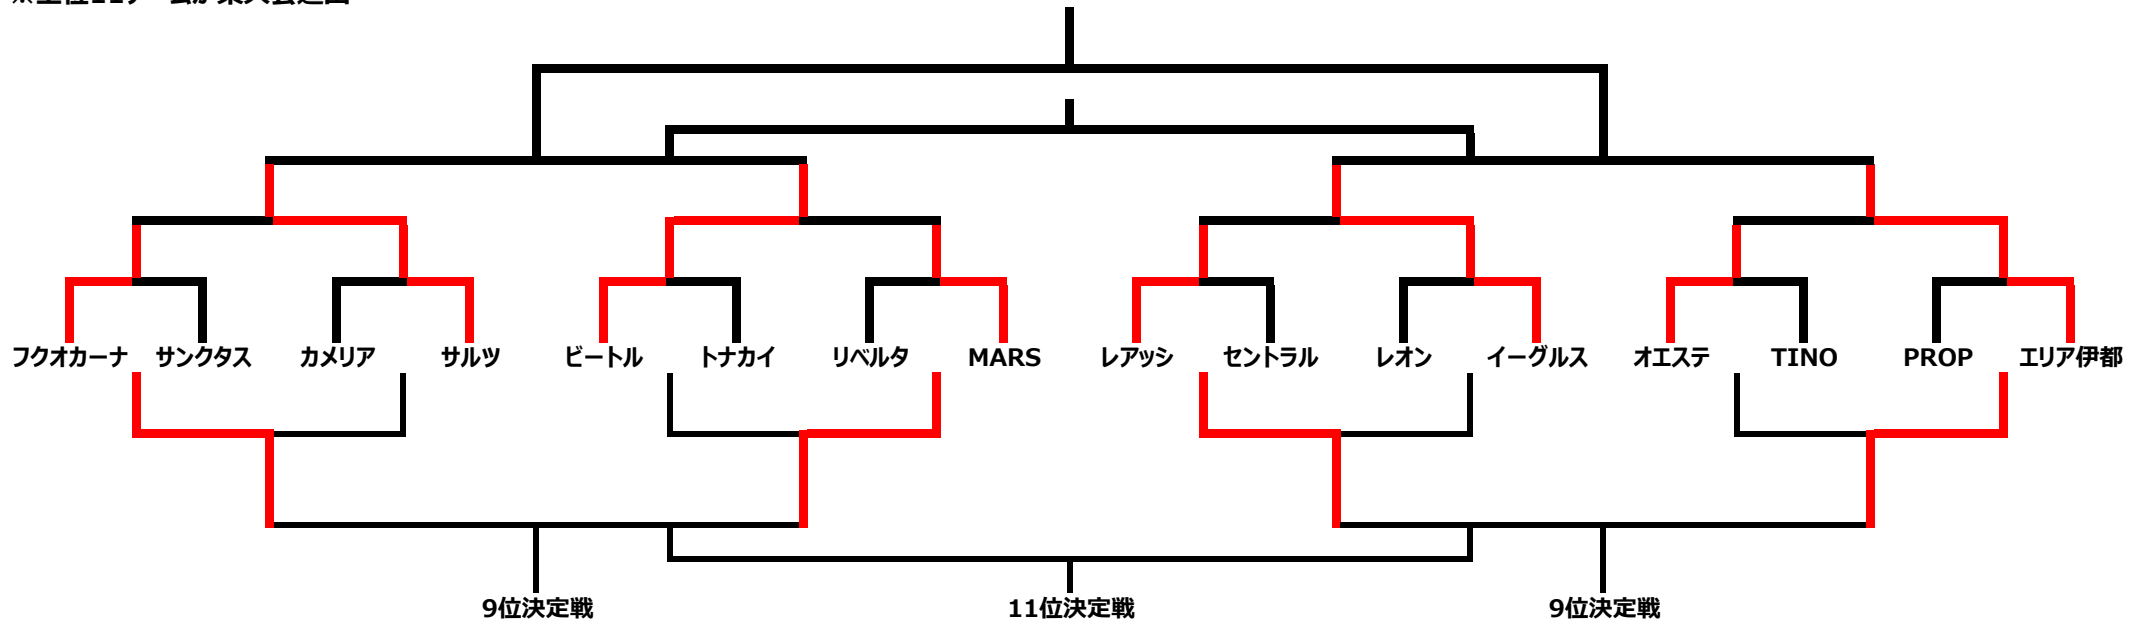 フクオカーナ サンクタス カメリア サルツ ビートル トナカイ リベルタ MARS レアッシ セントラル レオン イーグルス オエステ TINO PROP エリア伊都
9位決定戦 11位決定戦 9位決定戦